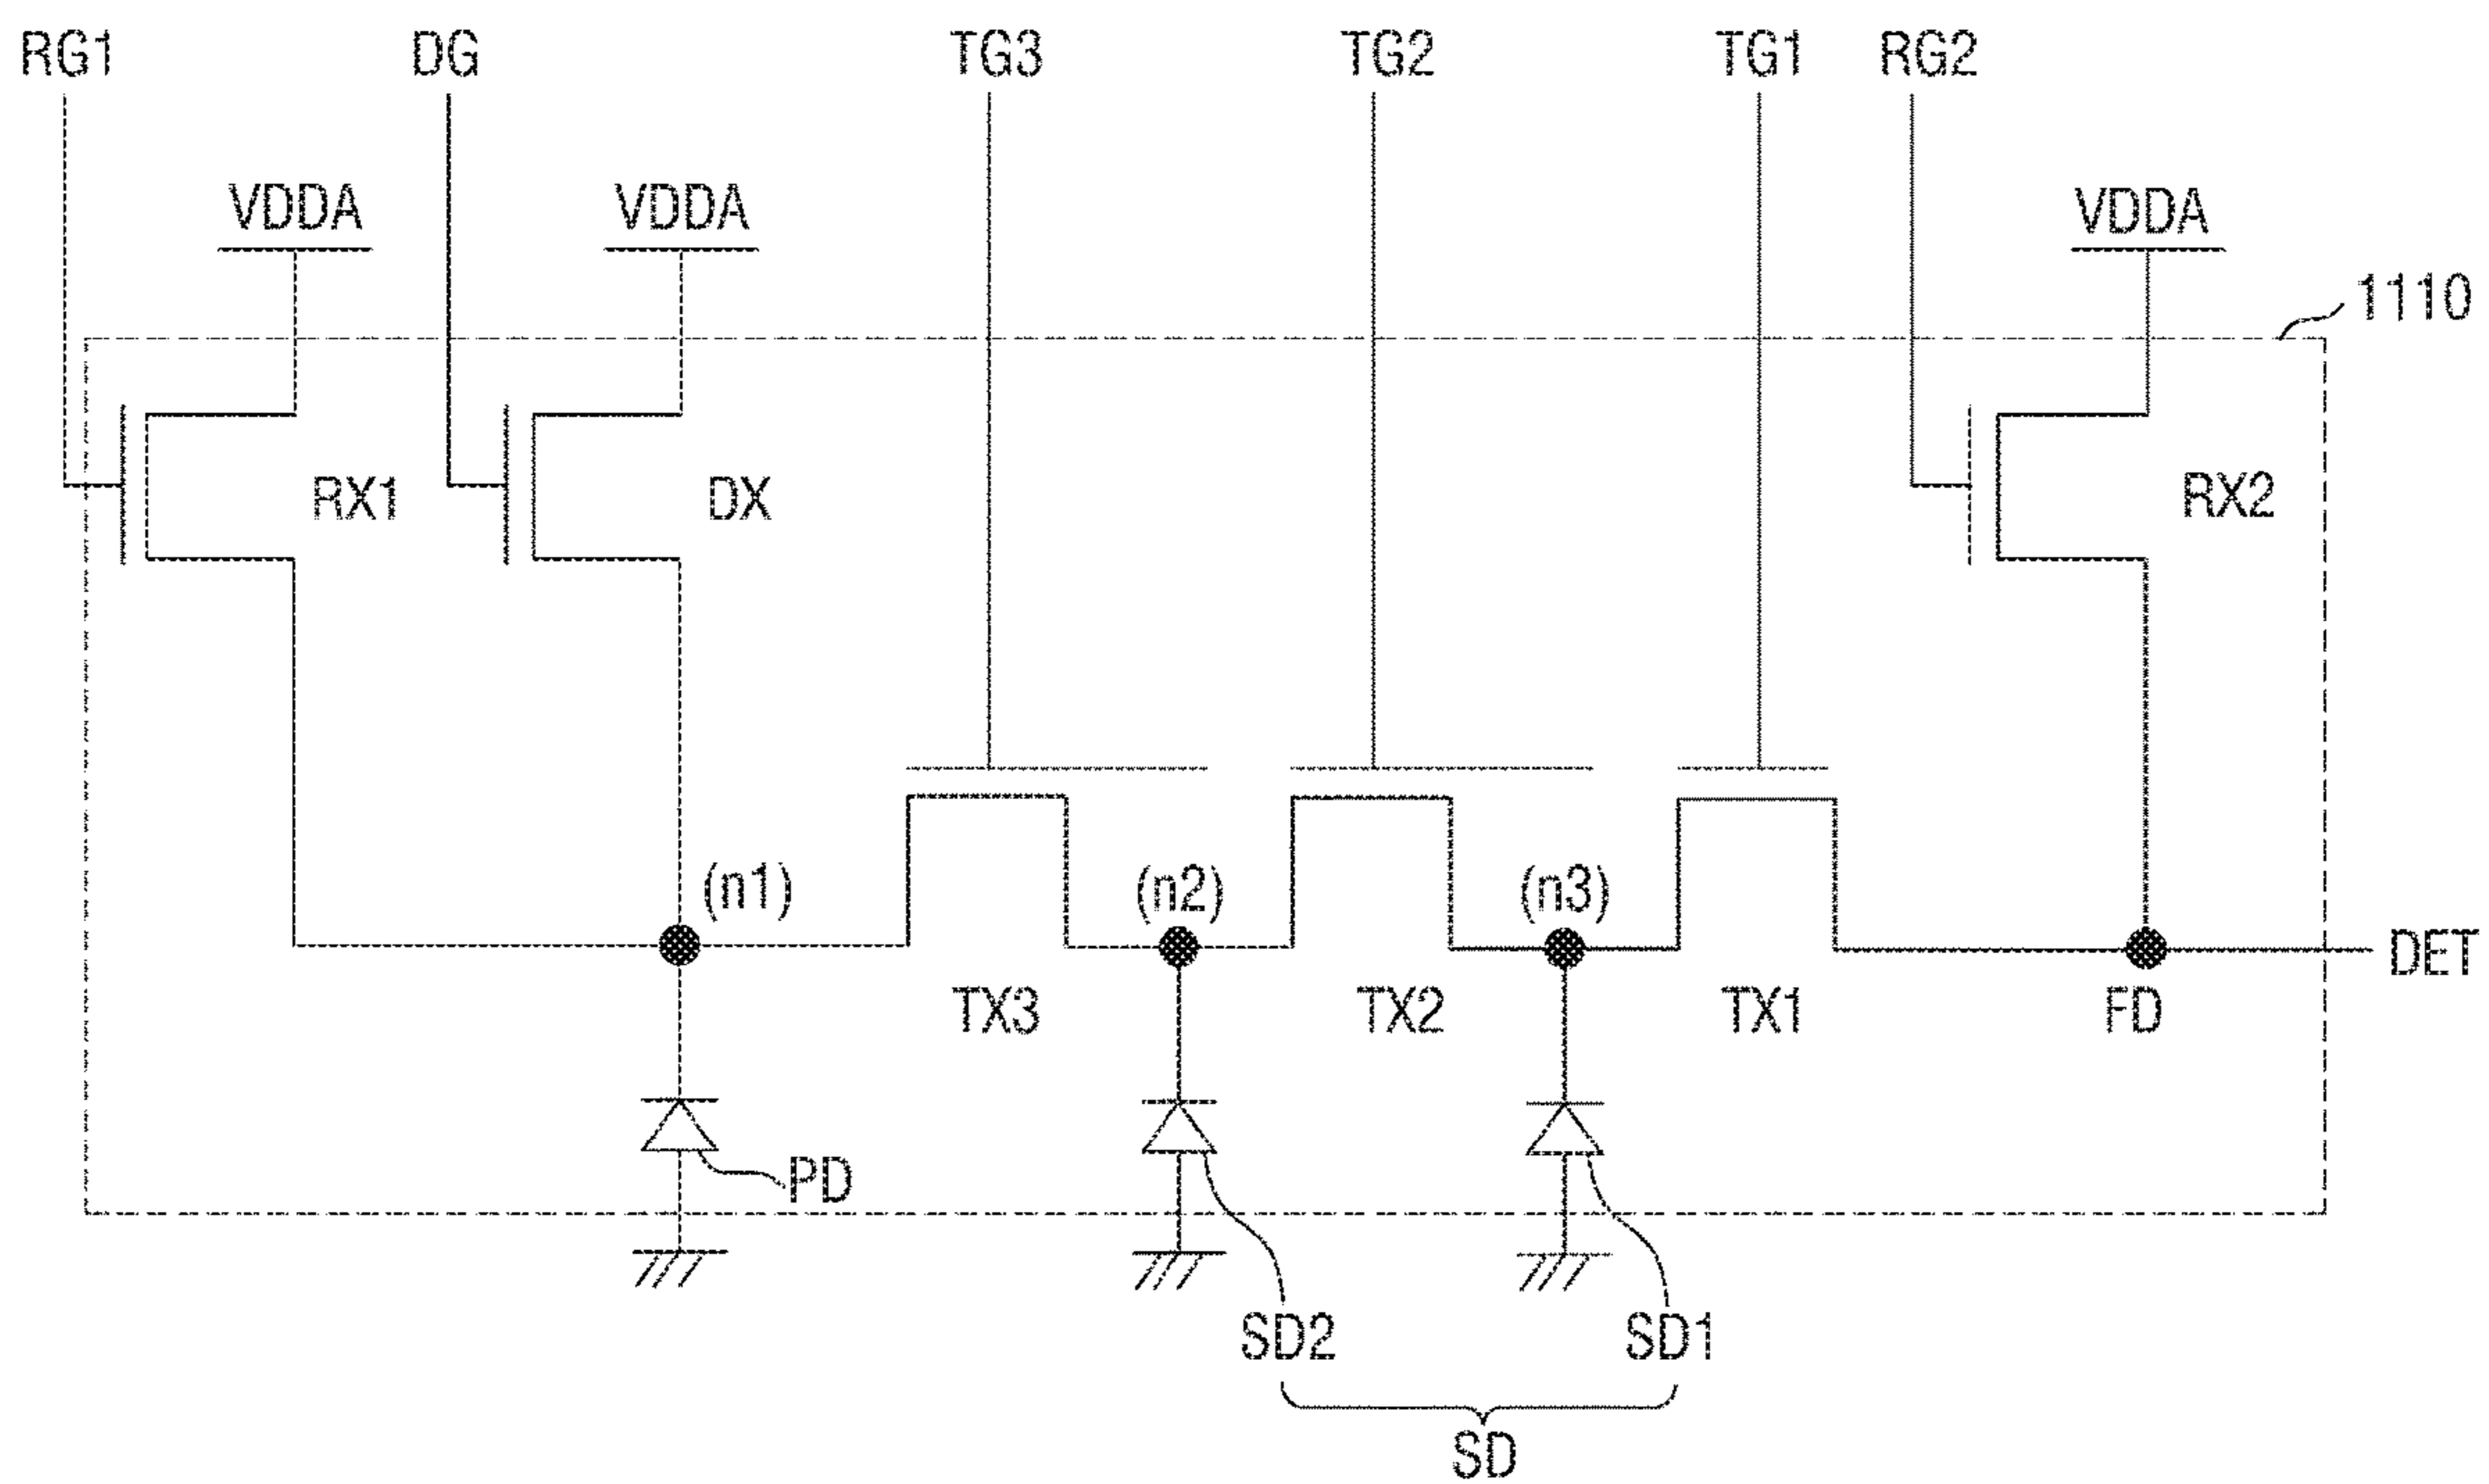 RG1 DG TG3 TG2 TG1 RG2
VDDA VDDA VDDA
1110
RX1 DX RX2
(n1) (n2) (n3)
DET
TX3 TX2 TX1 FD
PD
SD2 SD1
SD